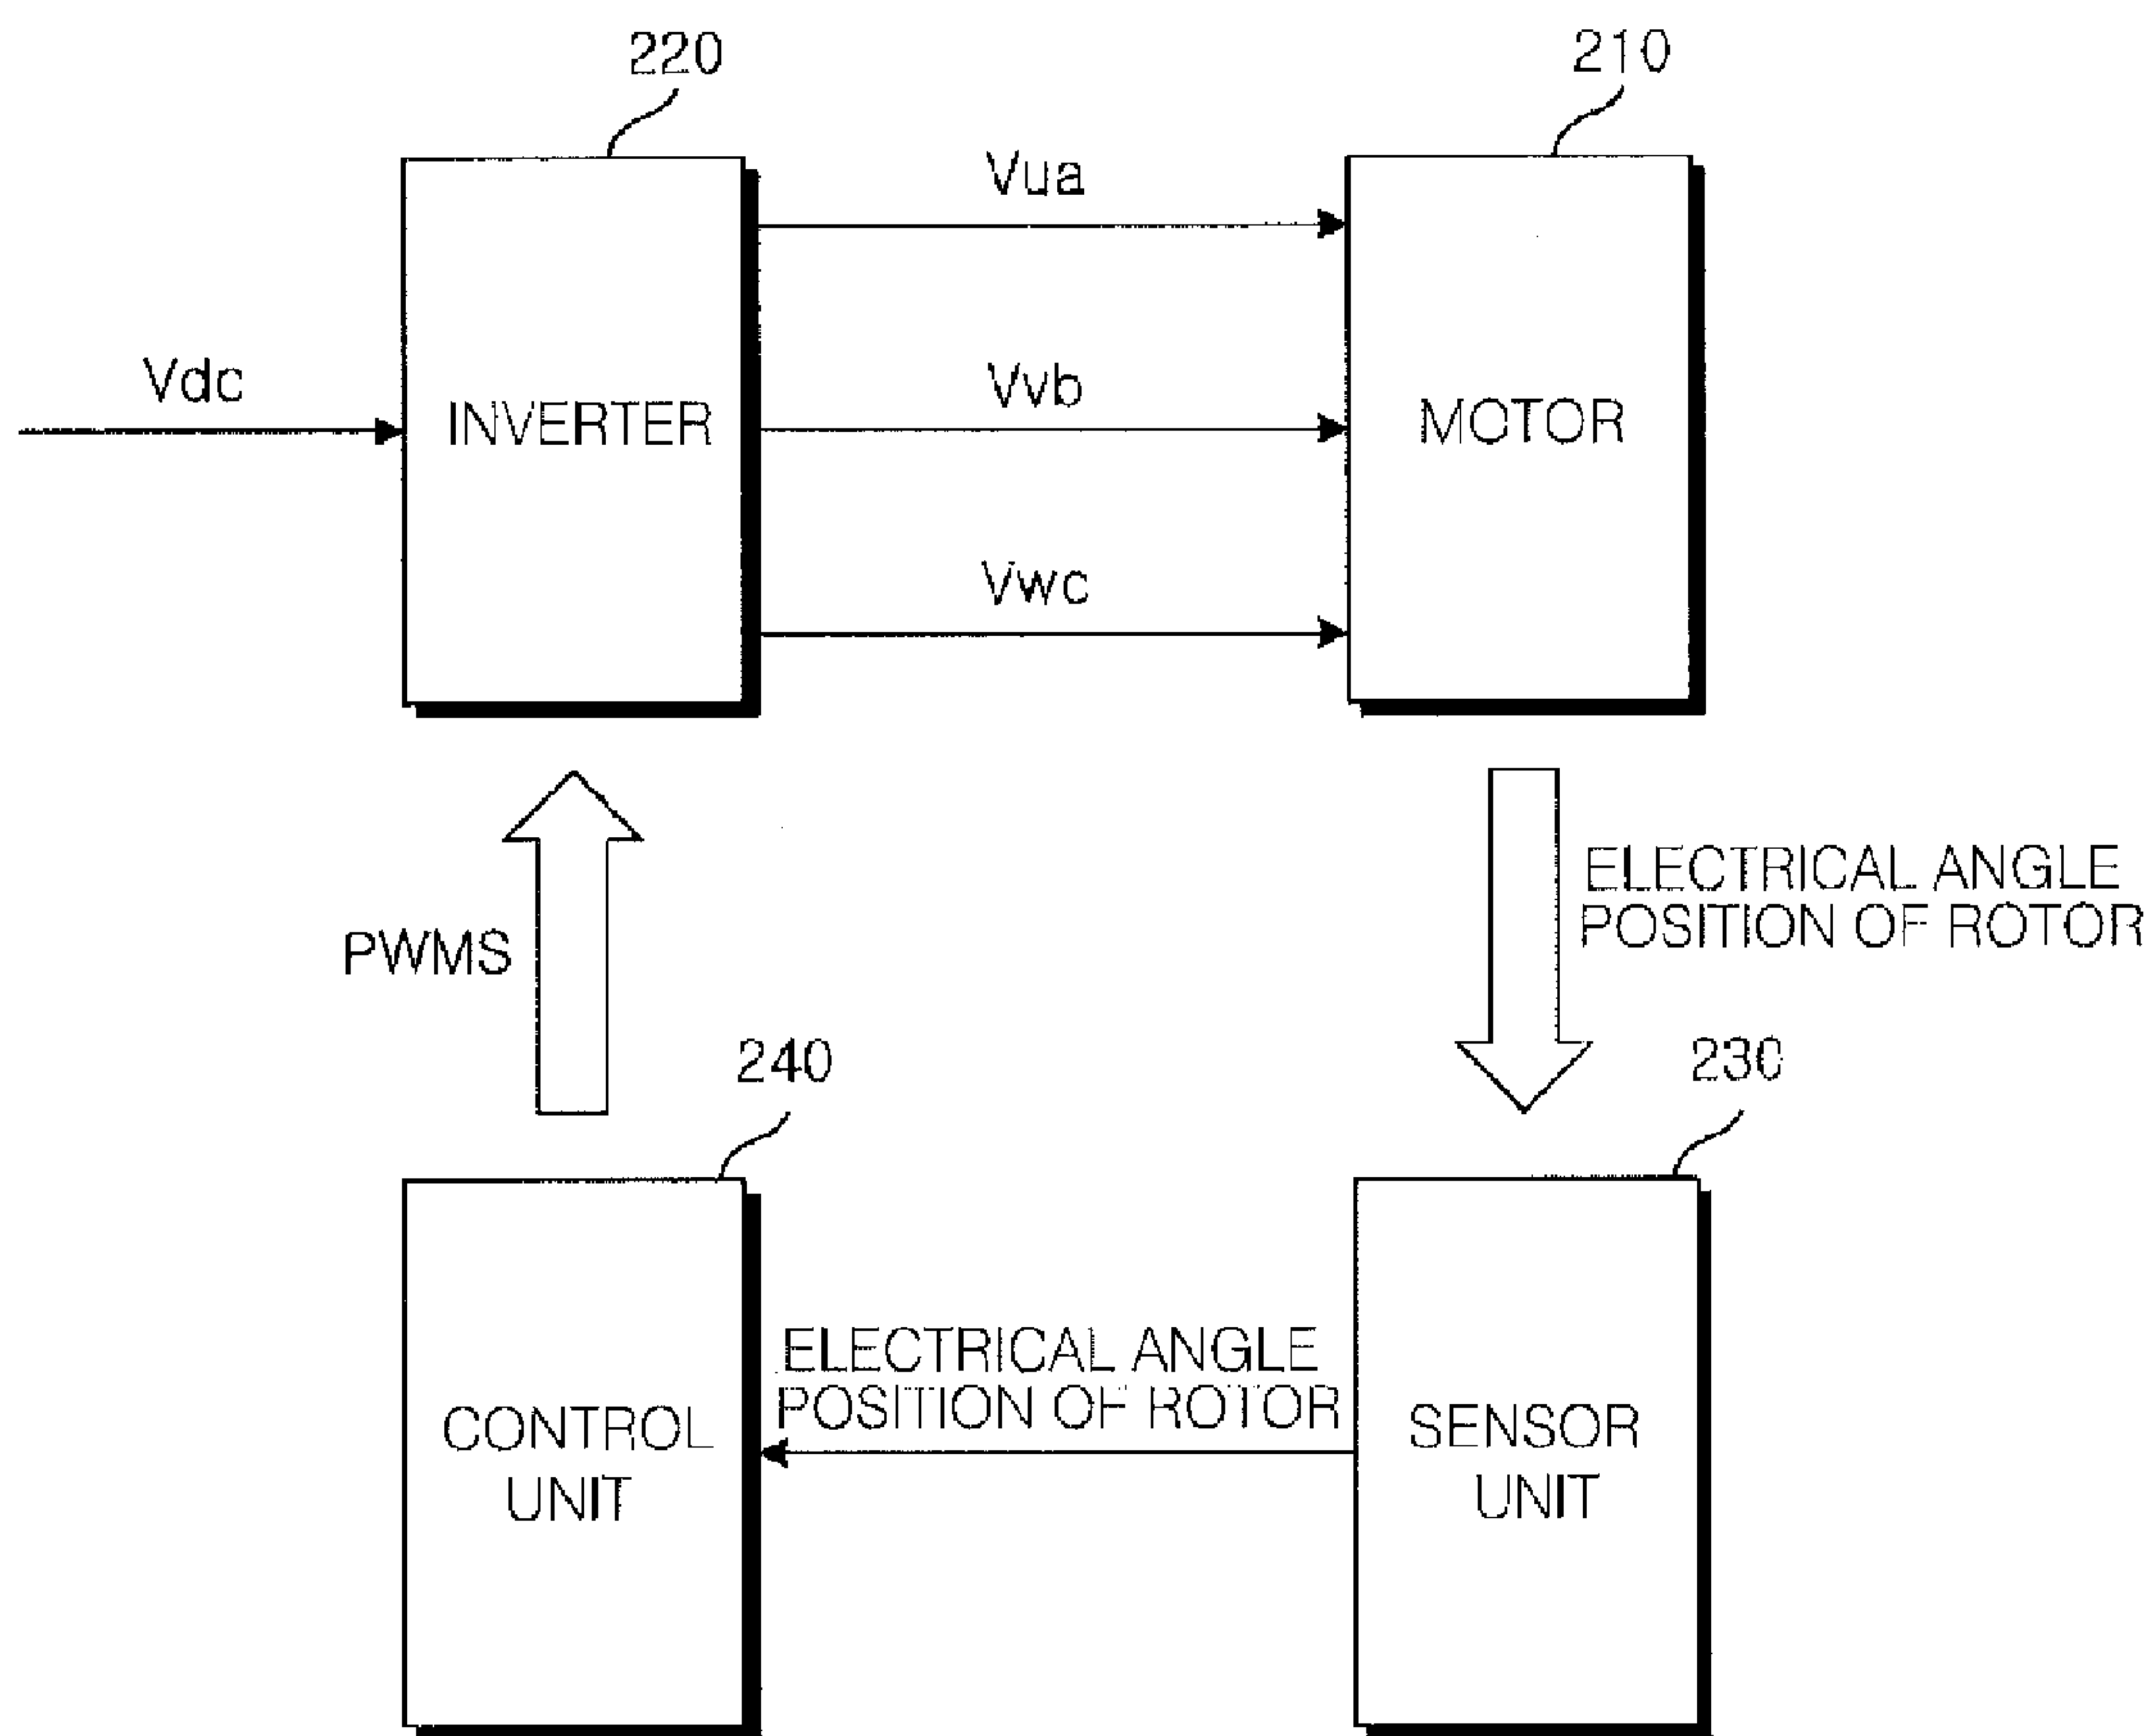 220
210
Vua
Vdc
Vvb
INVERTER
MOTOR
Vwc
ELECTRICAL ANGLE
POSITION OF ROTOR
PWMS
240
230
ELECTRICAL ANGLE
POSITION OF ROTOR
CONTROL
UNIT
SENSOR
UNIT